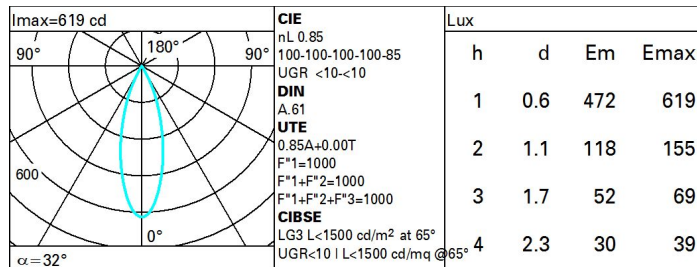 Imax=619 cd
90° 180° 90°
600
0°
α=32°
CIE
nL 0.85
100-100-100-100-85
UGR <10-<10
DIN
A.61
UTE
0.85A+0.00T
F"1=1000
F"1+F"2=1000
F"1+F"2+F"3=1000
CIBSE
LG3 L<1500 cd/m² at 65°
UGR<10 | L<1500 cd/mq @65°
Lux
h d Em Emax
1 0.6 472 619
2 1.1 118 155
3 1.7 52 69
4 2.3 30 39